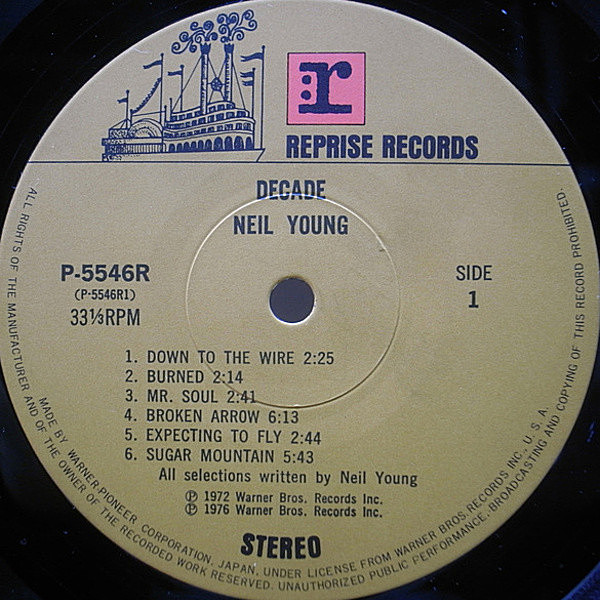 r
REPRISE RECORDS
DECADE
NEIL YOUNG
P-5546R
(P-5546R1)
33⅓RPM
SIDE
1
1. DOWN TO THE WIRE 2:25
2. BURNED 2:14
3. MR. SOUL 2:41
4. BROKEN ARROW 6:13
5. EXPECTING TO FLY 2:44
6. SUGAR MOUNTAIN 5:43
All selections written by Neil Young
Ⓟ 1972 Warner Bros. Records Inc.
Ⓟ 1976 Warner Bros. Records Inc.
STEREO
MADE BY WARNER-PIONEER CORPORATION, JAPAN, UNDER LICENSE FROM WARNER BROS. RECORDS INC., U. S. A.
ALL RIGHTS OF THE MANUFACTURER AND OF THE OWNER OF THE RECORDED WORK RESERVED. UNAUTHORIZED PUBLIC PERFORMANCE, BROADCASTING AND COPYING OF THIS RECORD PROHIBITED.